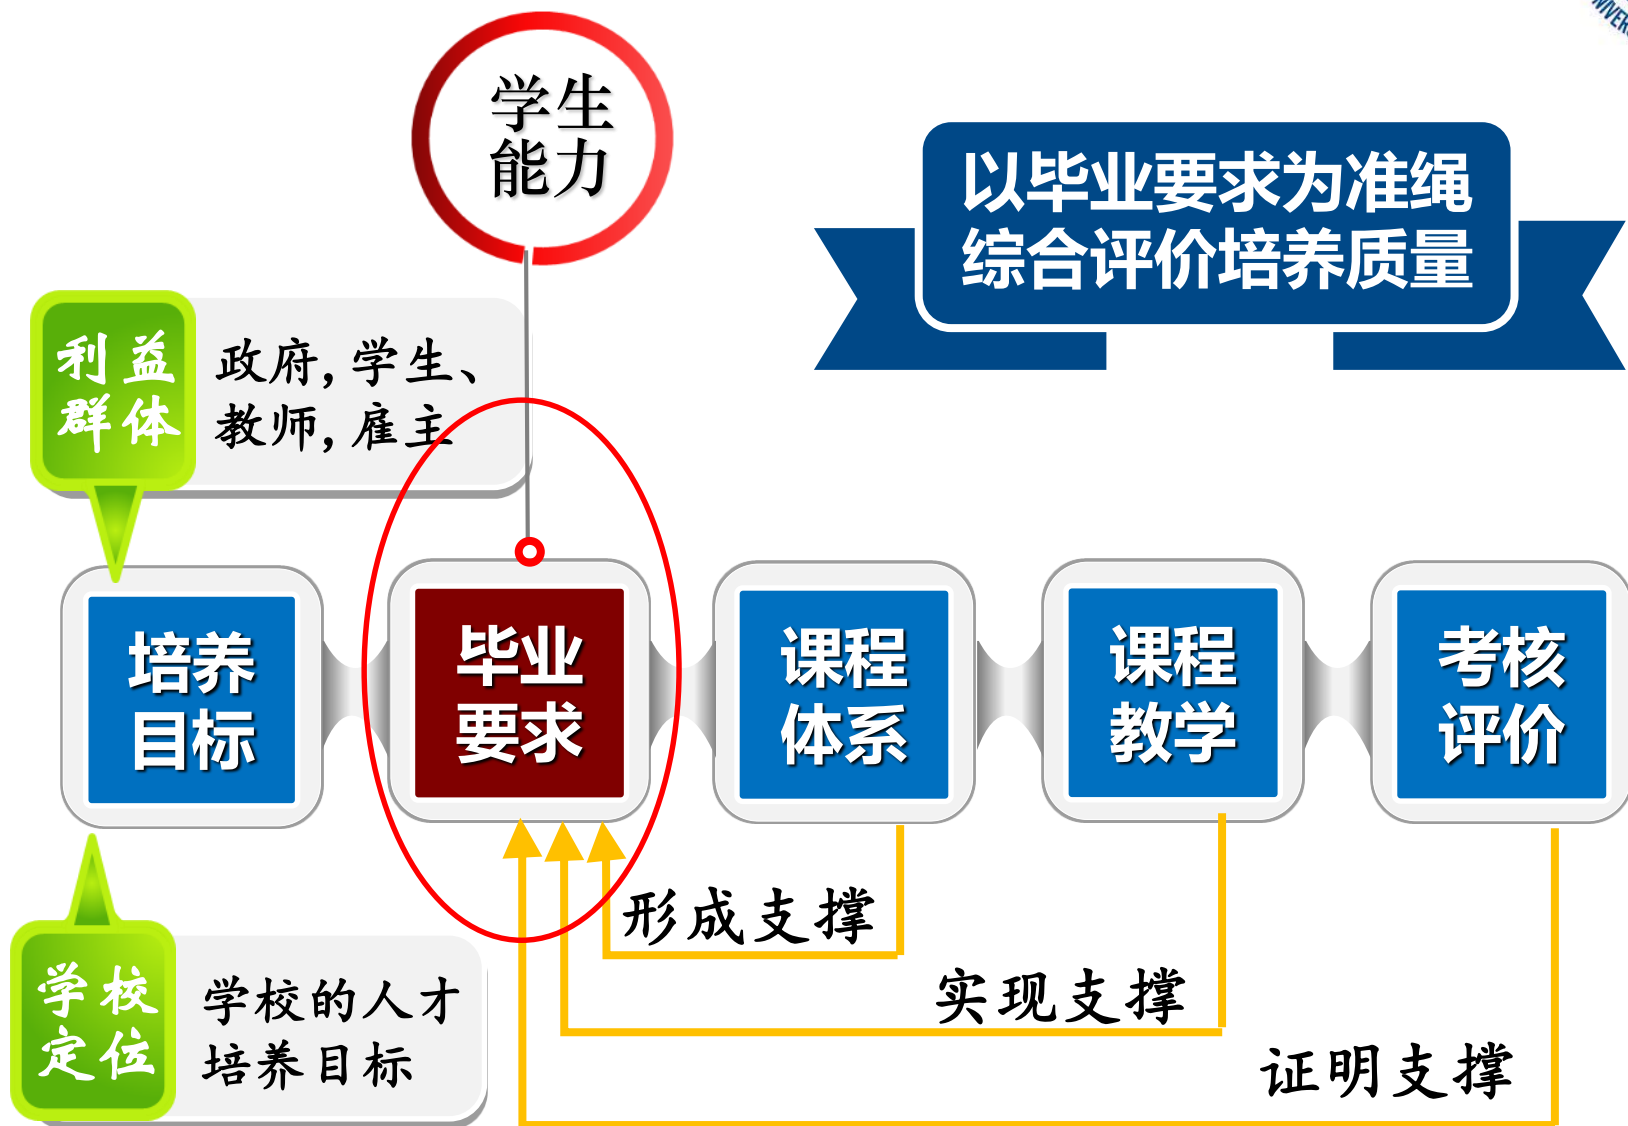 学生
能力
以毕业要求为准绳
综合评价培养质量
利益
群体
政府,学生、
教师,雇主
培养
目标
毕业
要求
课程
体系
课程
教学
考核
评价
形成支撑
实现支撑
证明支撑
学校
定位
学校的人才
培养目标